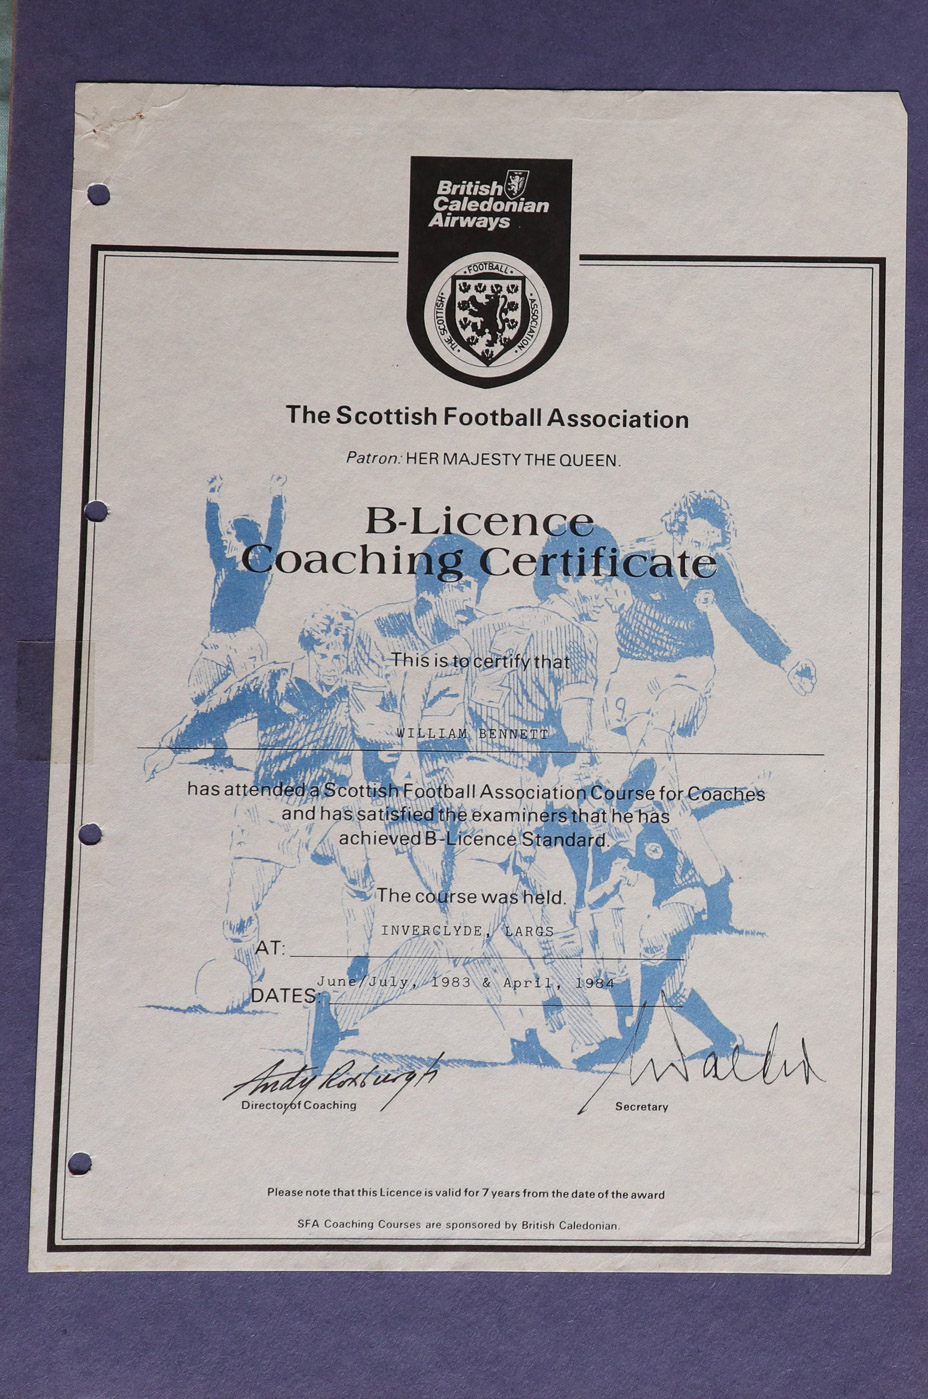 British
Caledonian
Airways
THE SCOTTISH · FOOTBALL · ASSOCIATION ·
The Scottish Football Association
Patron: HER MAJESTY THE QUEEN.
B-Licence
Coaching Certificate
This is to certify that
WILLIAM BENNETT
has attended a Scottish Football Association Course for Coaches
and has satisfied the examiners that he has
achieved B-Licence Standard.
The course was held.
INVERCLYDE, LARGS
AT:
June/July, 1983 & April, 1984
DATES:
9
Andy Roxburgh
Director of Coaching
Secretary
Please note that this Licence is valid for 7 years from the date of the award
SFA Coaching Courses are sponsored by British Caledonian.